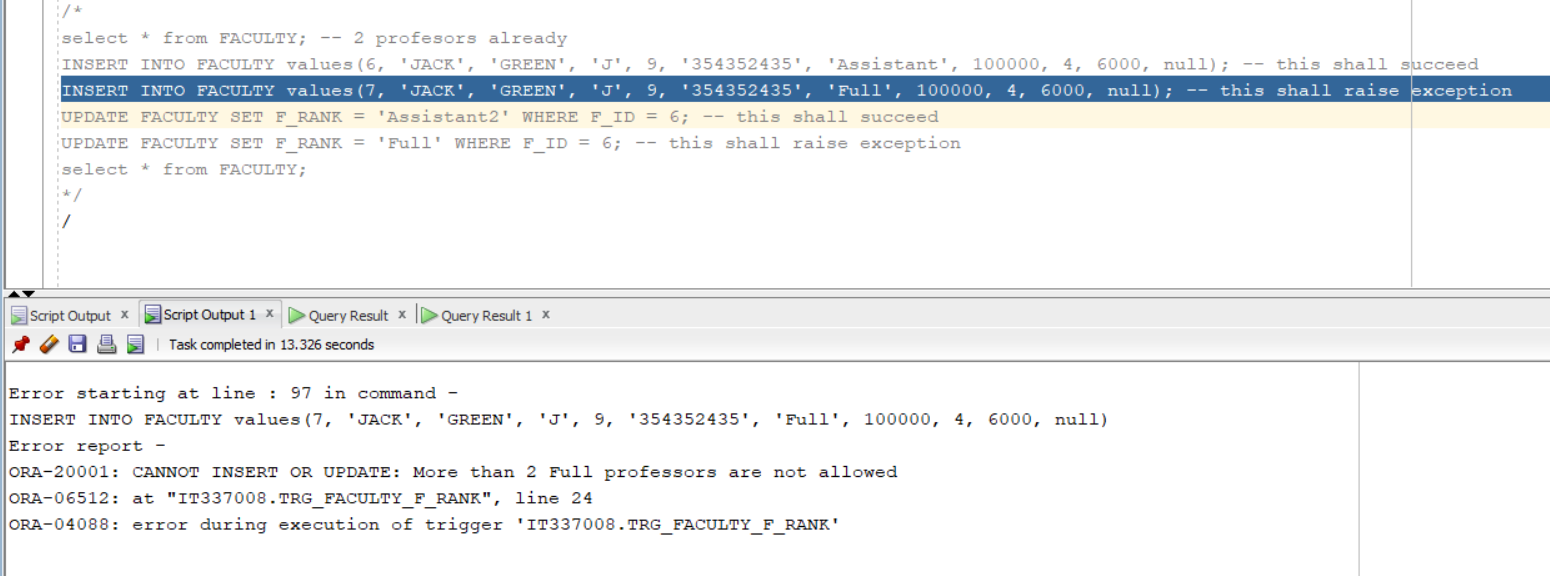 /*
select * from FACULTY; -- 2 profesors already
INSERT INTO FACULTY values(6, 'JACK', 'GREEN', 'J', 9, '354352435', 'Assistant', 100000, 4, 6000, null); -- this shall succeed
INSERT INTO FACULTY values(7, 'JACK', 'GREEN', 'J', 9, '354352435', 'Full', 100000, 4, 6000, null); -- this shall raise exception
UPDATE FACULTY SET F_RANK = 'Assistant2' WHERE F_ID = 6; -- this shall succeed
UPDATE FACULTY SET F_RANK = 'Full' WHERE F_ID = 6; -- this shall raise exception
select * from FACULTY;
*/
/
Script Output x Script Output 1 x Query Result x Query Result 1 x
Task completed in 13.326 seconds
Error starting at line : 97 in command -
INSERT INTO FACULTY values(7, 'JACK', 'GREEN', 'J', 9, '354352435', 'Full', 100000, 4, 6000, null)
Error report -
ORA-20001: CANNOT INSERT OR UPDATE: More than 2 Full professors are not allowed
ORA-06512: at "IT337008.TRG_FACULTY_F_RANK", line 24
ORA-04088: error during execution of trigger 'IT337008.TRG_FACULTY_F_RANK'